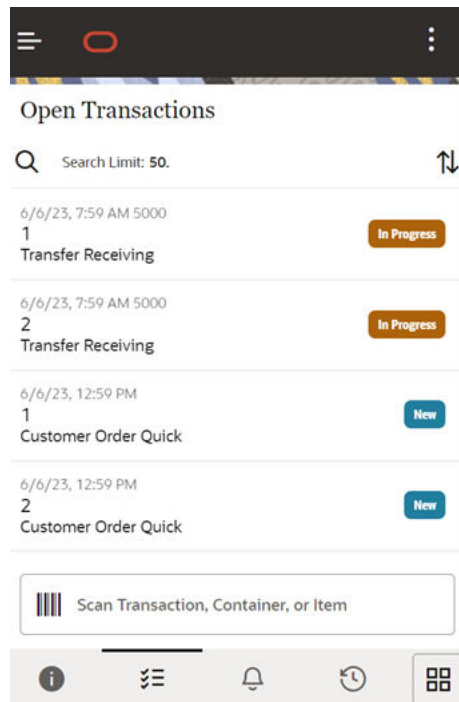 Open Transactions
Search Limit: 50.
6/6/23, 7:59 AM 5000
1
In Progress
Transfer Receiving
6/6/23, 7:59 AM 5000
2
In Progress
Transfer Receiving
6/6/23, 12:59 PM
1
New
Customer Order Quick
6/6/23, 12:59 PM
2
New
Customer Order Quick
Scan Transaction, Container, or Item